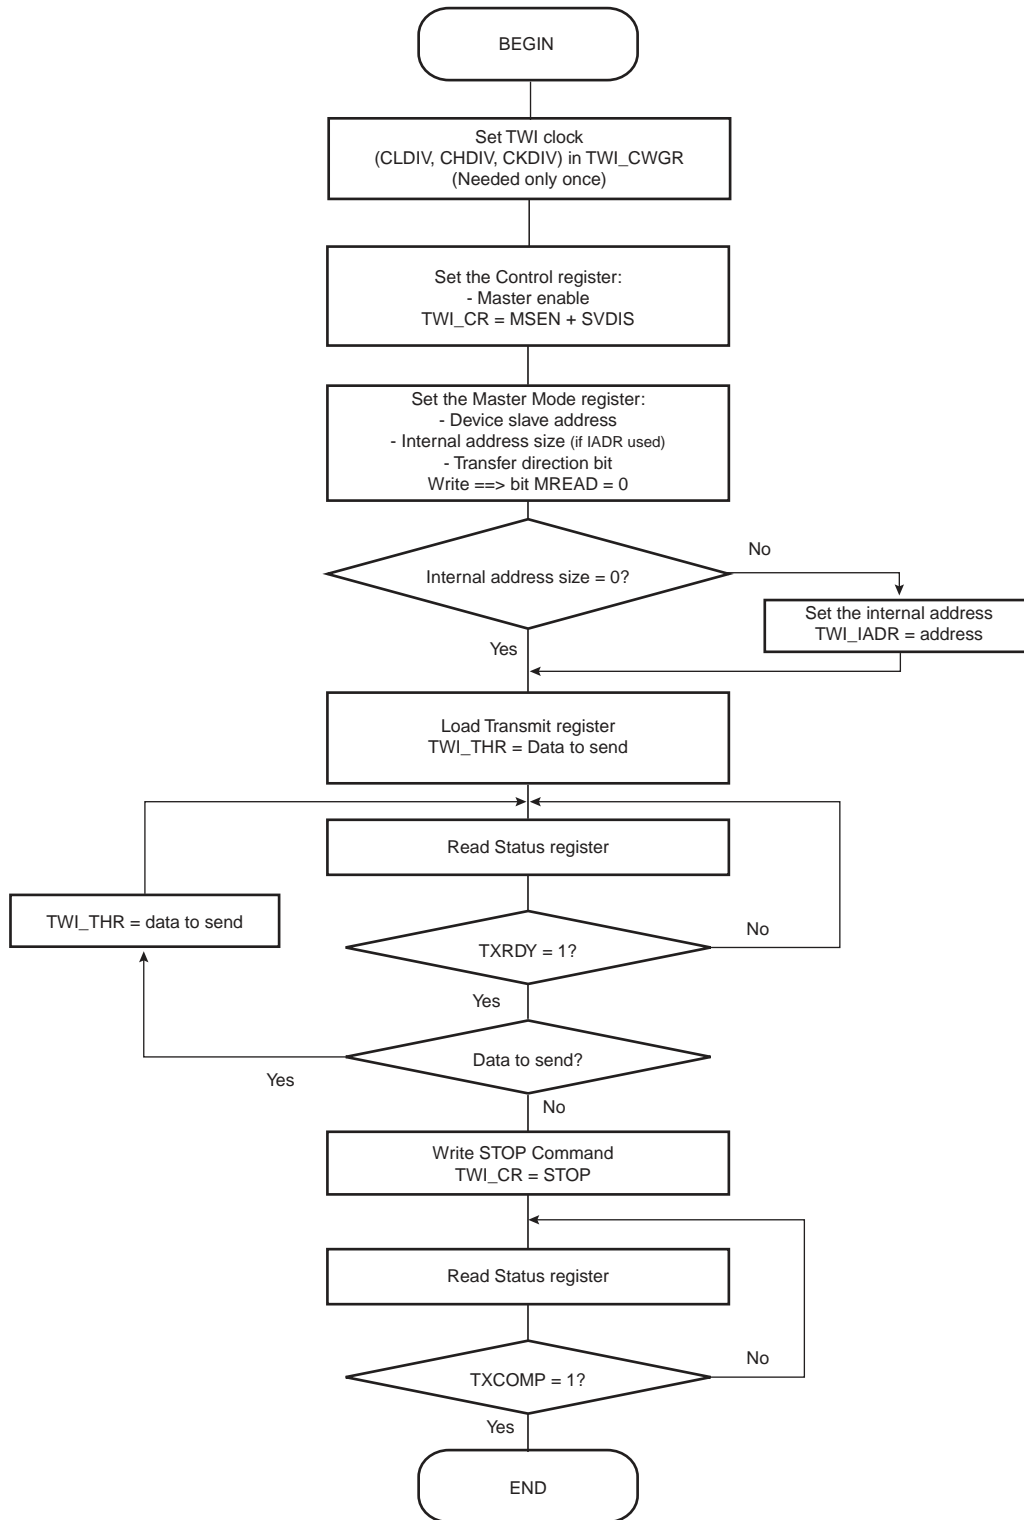 BEGIN
Set TWI clock
(CLDIV, CHDIV, CKDIV) in TWI_CWGR
(Needed only once)
Set the Control register:
- Master enable
TWI_CR = MSEN + SVDIS
Set the Master Mode register:
- Device slave address
- Internal address size (if IADR used)
- Transfer direction bit
Write ==> bit MREAD = 0
No
Internal address size = 0?
Set the internal address
TWI_IADR = address
Yes
Load Transmit register
TWI_THR = Data to send
Read Status register
TWI_THR = data to send
No
TXRDY = 1?
Yes
Data to send?
Yes
No
Write STOP Command
TWI_CR = STOP
Read Status register
No
TXCOMP = 1?
Yes
END